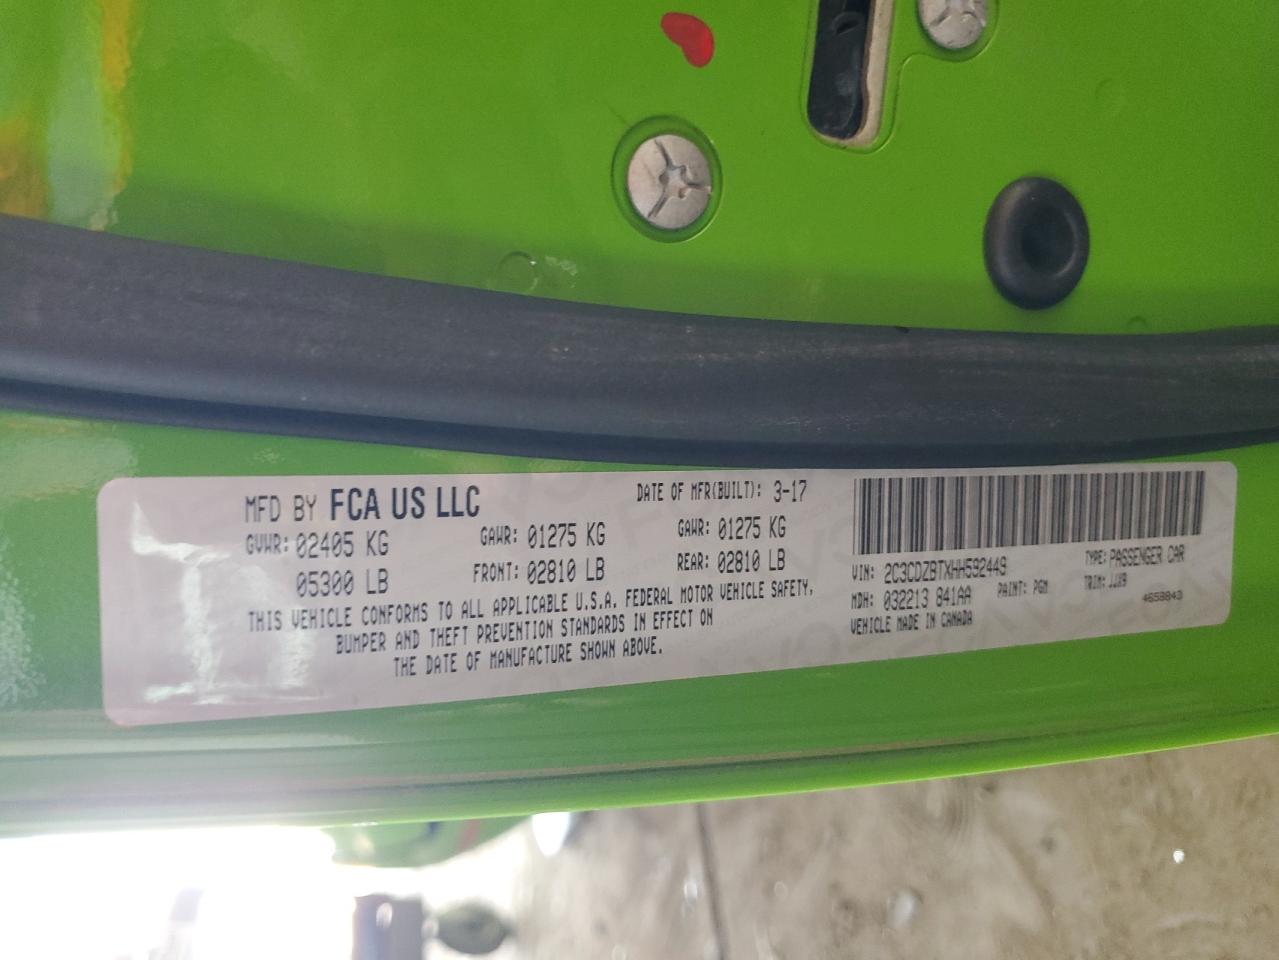 MFD BY FCA US LLC
DATE OF MFR(BUILT): 3-17
GVWR: 02405 KG
GAWR: 01275 KG
GAWR: 01275 KG
05300 LB
FRONT: 02810 LB
REAR: 02810 LB
THIS VEHICLE CONFORMS TO ALL APPLICABLE U.S.A. FEDERAL MOTOR VEHICLE SAFETY,
BUMPER AND THEFT PREVENTION STANDARDS IN EFFECT ON
THE DATE OF MANUFACTURE SHOWN ABOVE.
VIN: 2C3CDZBTXHH592449
TYPE: PASSENGER CAR
MDH: 032213 841AA
PAINT: PGM
TRIM: JJX9
VEHICLE MADE IN CANADA
4658843